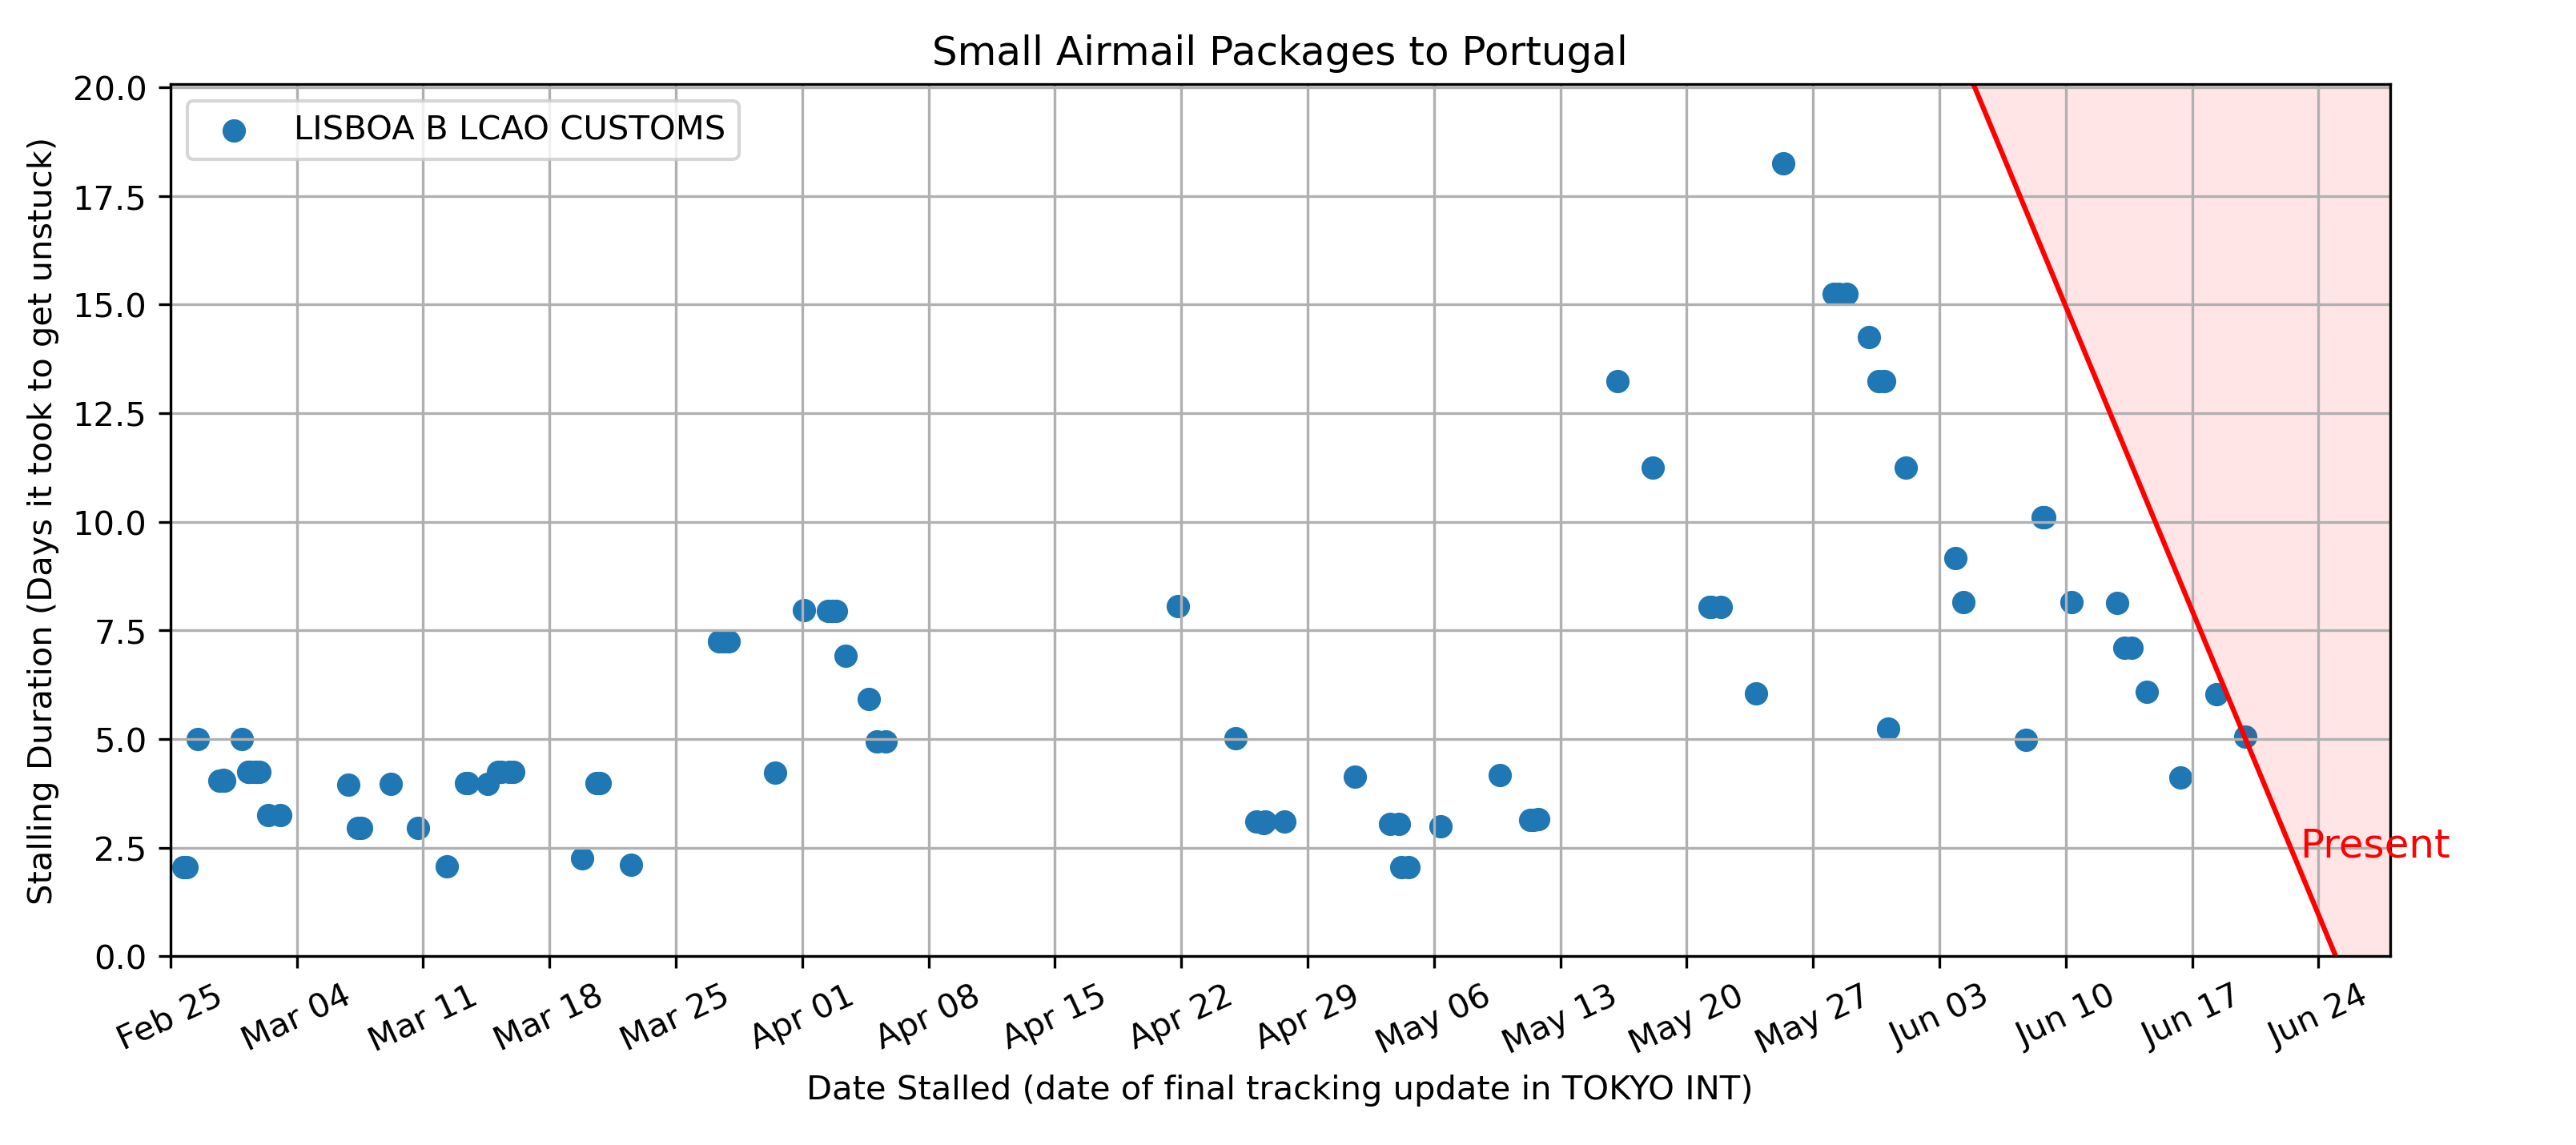 Small Airmail Packages to Portugal
LISBOA B LCAO CUSTOMS
Stalling Duration (Days it took to get unstuck)
20.0
17.5
15.0
12.5
10.0
7.5
5.0
2.5
0.0
Present
Feb 25
Mar 04
Mar 11
Mar 18
Mar 25
Apr 01
Apr 08
Apr 15
Apr 22
Apr 29
May 06
May 13
May 20
May 27
Jun 03
Jun 10
Jun 17
Jun 24
Date Stalled (date of final tracking update in TOKYO INT)